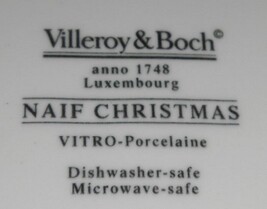 Villeroy & Boch©
anno 1748
Luxembourg
NAIF CHRISTMAS
VITRO-Porcelaine
Dishwasher-safe
Microwave-safe